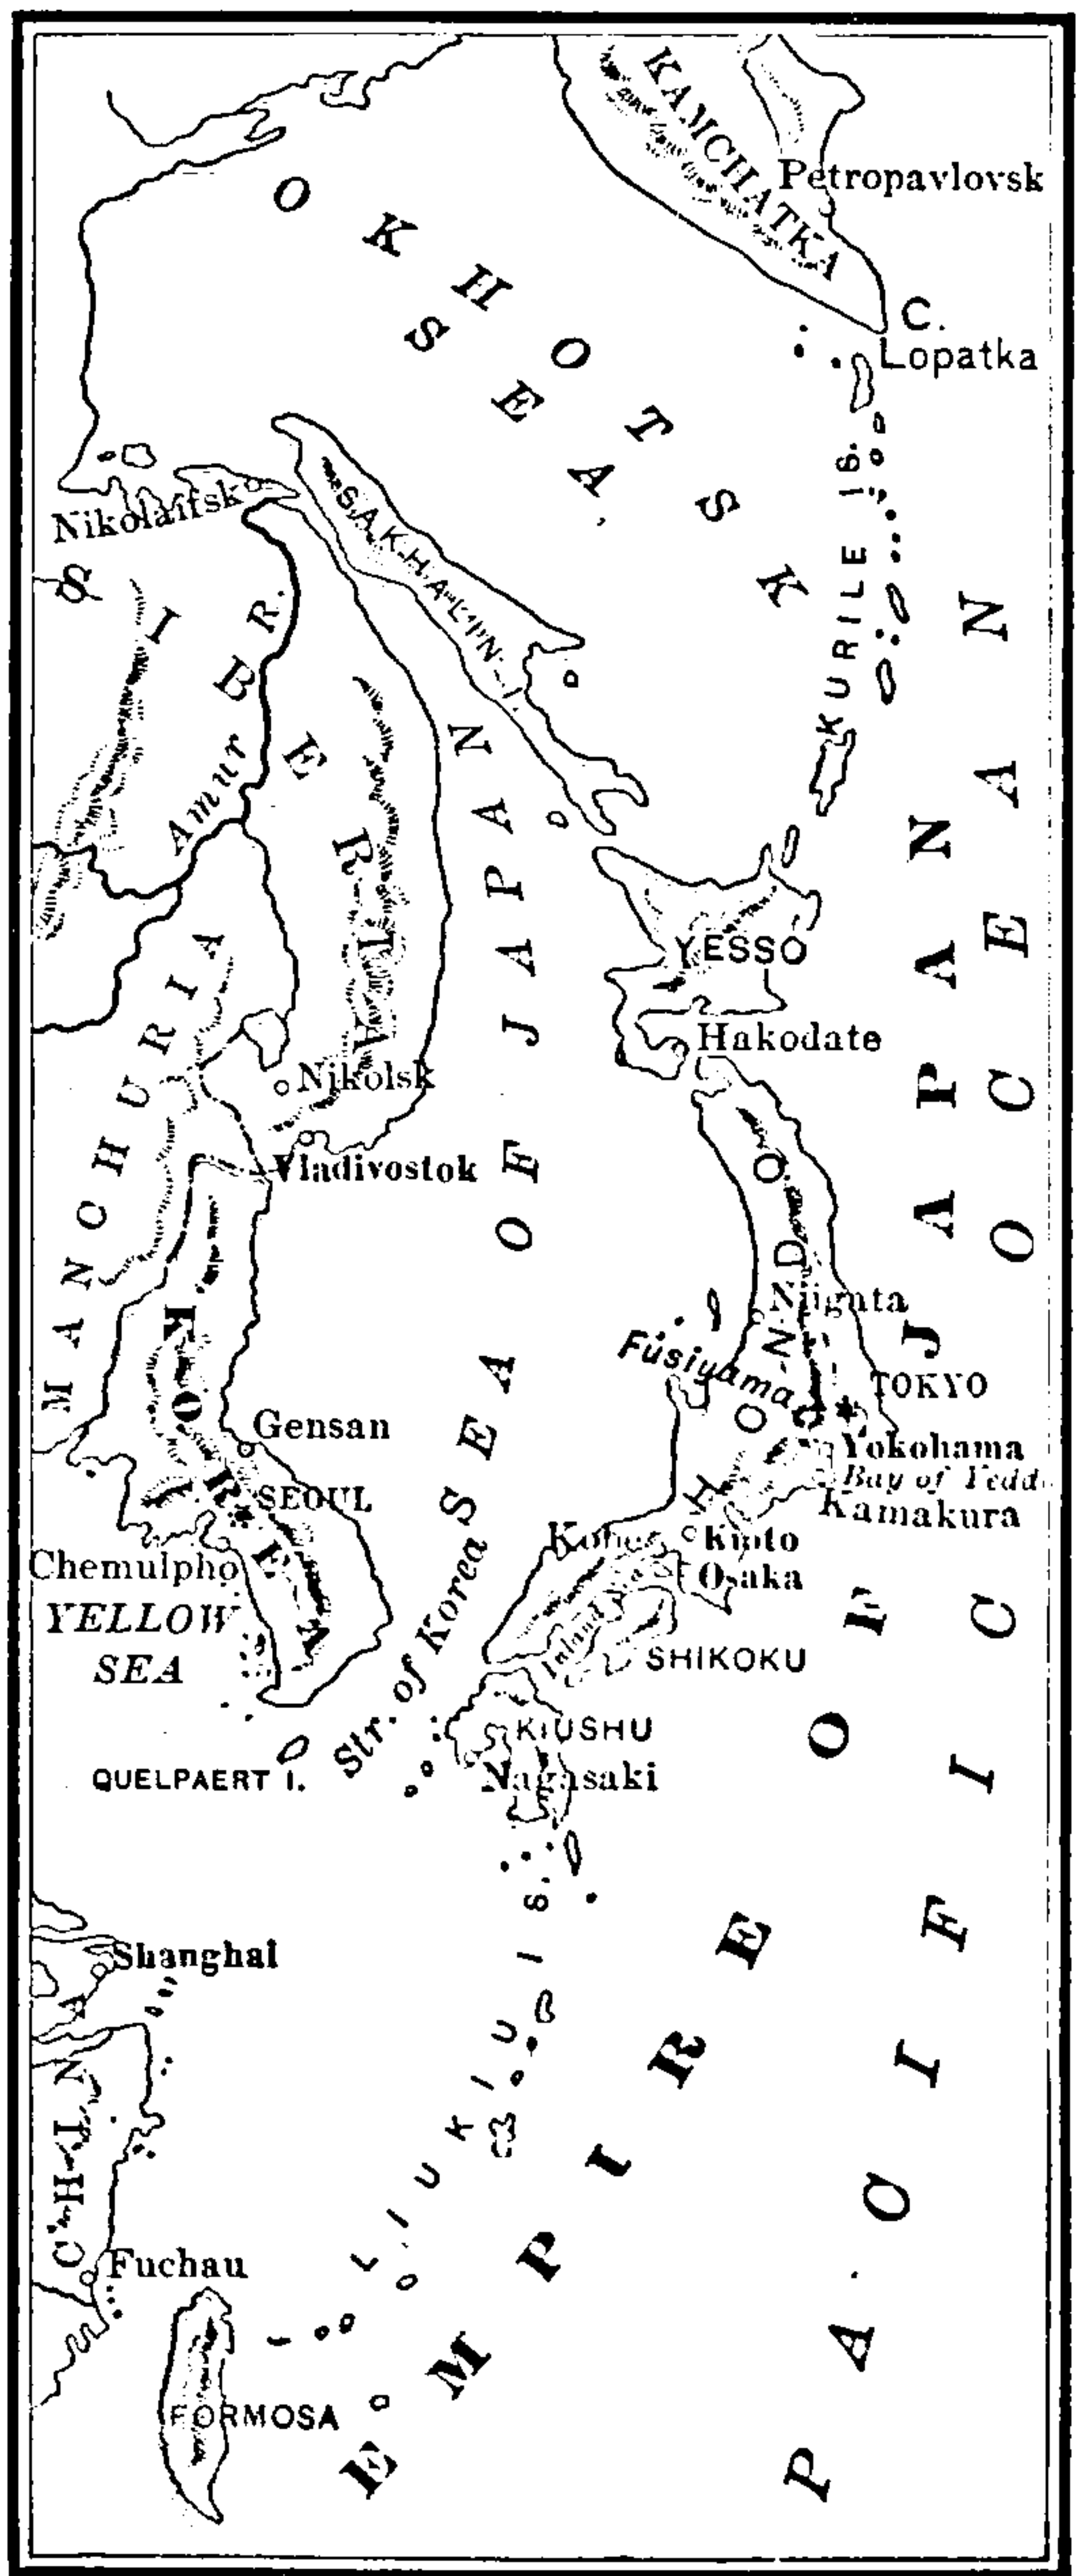 KAMCHATKA
Petropavlovsk
OKHOTSK
SEA
C.
Lopatka
SAKHALIN I.
KURILE IS.
Nikolaifsk
SIBERIA
Amur R.
SEA OF JAPAN
YESSO
Hakodate
MANCHURIA
Nikolsk
Vladivostok
HONDO
Niigata
Fusiyama
TOKYO
Yokohama
Bay of Yedd
Kamakura
KOREA
Gensan
SEOUL
Chemulpho
YELLOW
SEA
Kobe
Kioto
Osaka
Inland Sea
SHIKOKU
Str. of Korea
KIUSHU
Nagasaki
QUELPAERT I.
EMPIRE OF JAPAN
PACIFIC OCEAN
Shanghai
LIUKIU IS.
CHINA
Fuchau
FORMOSA